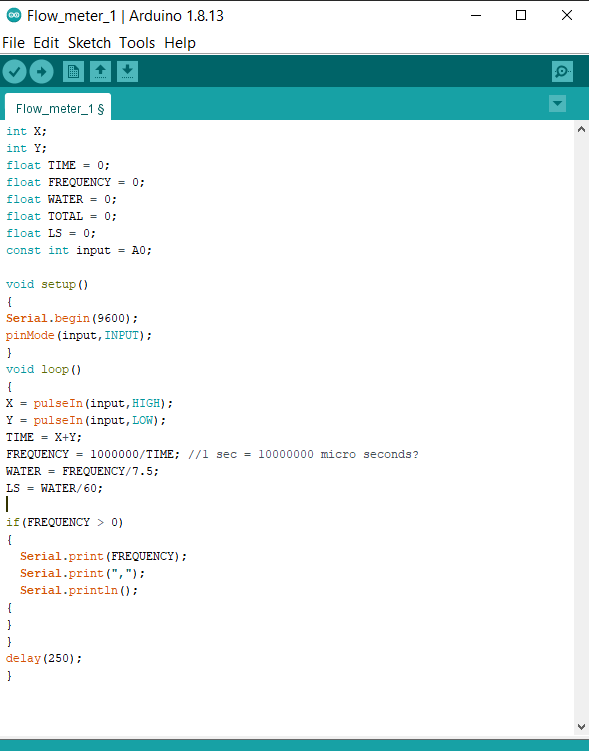 Flow_meter_1 | Arduino 1.8.13
File Edit Sketch Tools Help
Flow_meter_1 §
int X;
int Y;
float TIME = 0;
float FREQUENCY = 0;
float WATER = 0;
float TOTAL = 0;
float LS = 0;
const int input = A0;
void setup()
{
Serial.begin(9600);
pinMode(input,INPUT);
}
void loop()
{
X = pulseIn(input,HIGH);
Y = pulseIn(input,LOW);
TIME = X+Y;
FREQUENCY = 1000000/TIME; //1 sec = 10000000 micro seconds?
WATER = FREQUENCY/7.5;
LS = WATER/60;
if(FREQUENCY > 0)
{
  Serial.print(FREQUENCY);
  Serial.print(",");
  Serial.println();
{
}
}
delay(250);
}